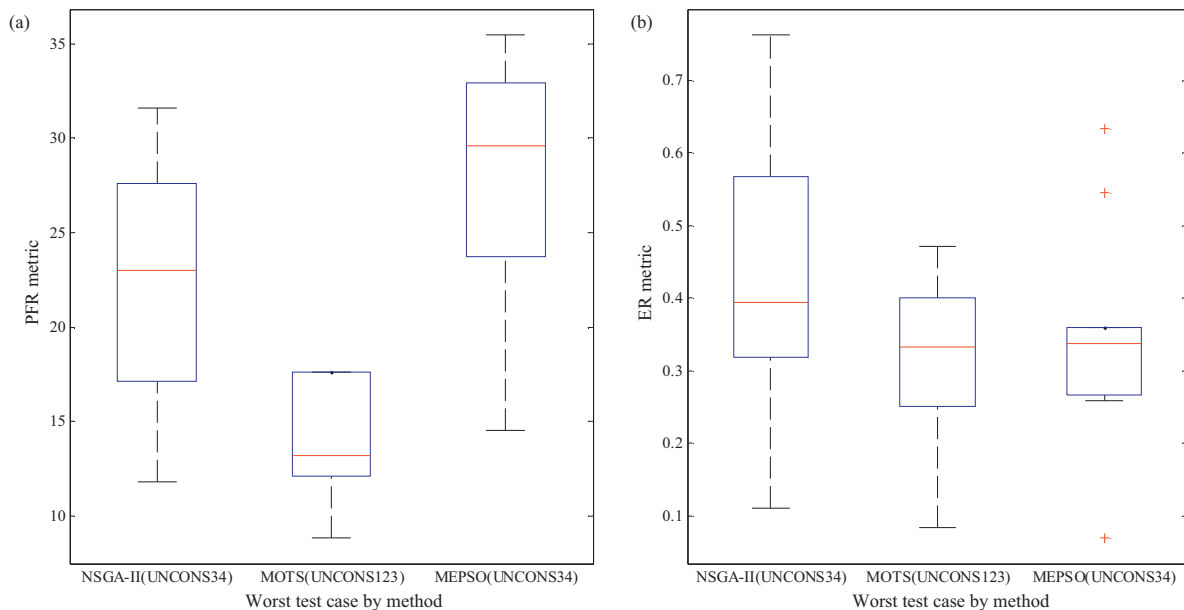 (a)
PFR metric
35
30
25
20
15
10
NSGA-II(UNCONS34) MOTS(UNCONS123) MEPSO(UNCONS34)
Worst test case by method
(b)
ER metric
0.7
0.6
0.5
0.4
0.3
0.2
0.1
NSGA-II(UNCONS34) MOTS(UNCONS123) MEPSO(UNCONS34)
Worst test case by method